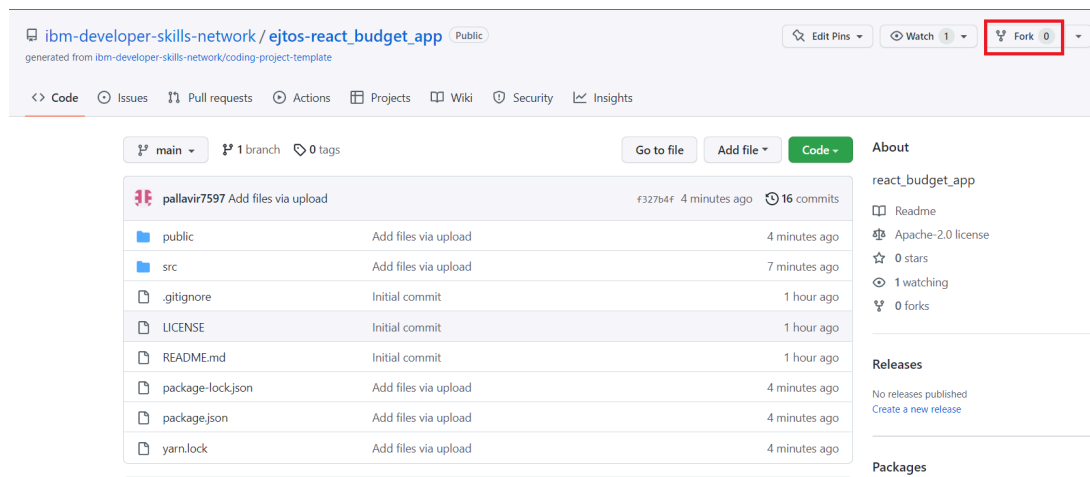 ibm-developer-skills-network / ejtos-react_budget_app Public
Edit Pins Watch 1 Fork 0
generated from ibm-developer-skills-network/coding-project-template
<> Code Issues Pull requests Actions Projects Wiki Security Insights
main 1 branch 0 tags Go to file Add file Code
pallavir7597 Add files via upload f327b4f 4 minutes ago 16 commits
public Add files via upload 4 minutes ago
src Add files via upload 7 minutes ago
.gitignore Initial commit 1 hour ago
LICENSE Initial commit 1 hour ago
README.md Initial commit 1 hour ago
package-lock.json Add files via upload 4 minutes ago
package.json Add files via upload 4 minutes ago
yarn.lock Add files via upload 4 minutes ago
About
react_budget_app
Readme
Apache-2.0 license
0 stars
1 watching
0 forks
Releases
No releases published
Create a new release
Packages